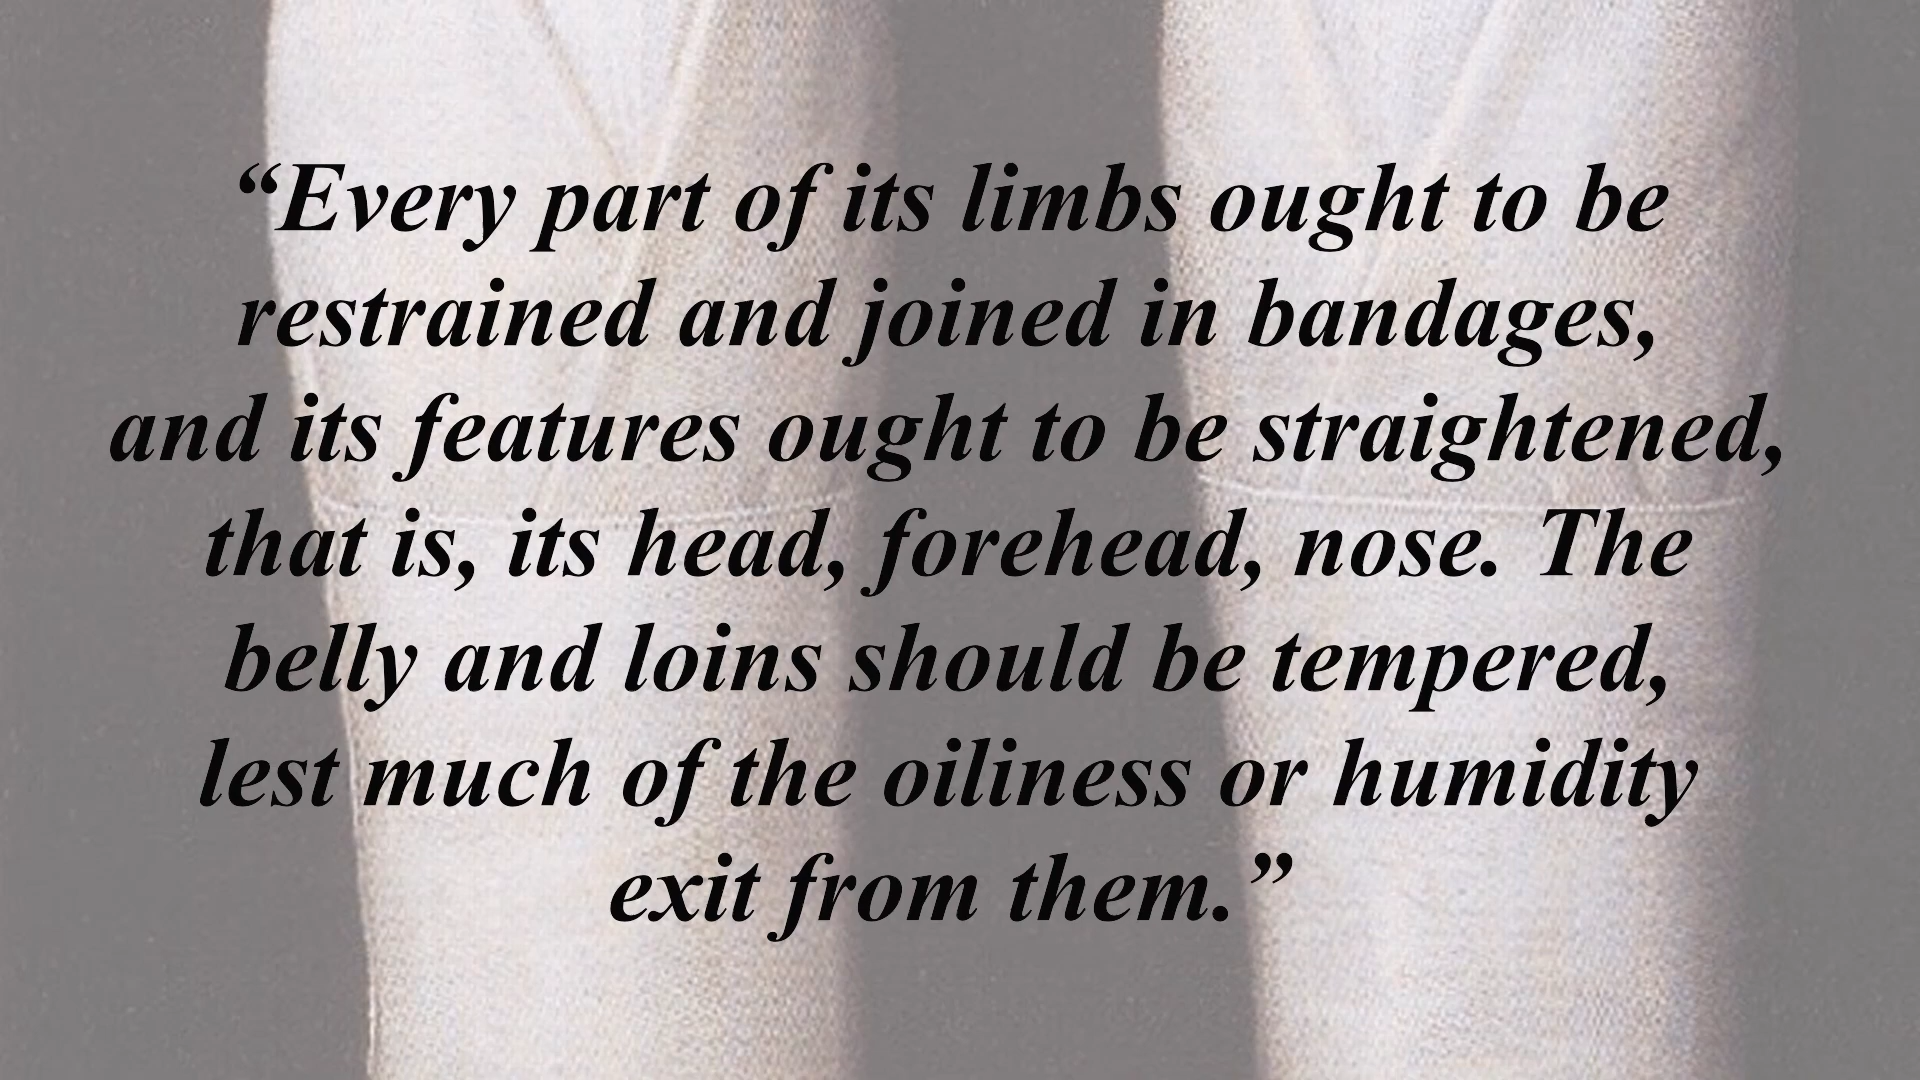 “Every part of its limbs ought to be
restrained and joined in bandages,
and its features ought to be straightened,
that is, its head, forehead, nose. The
belly and loins should be tempered,
lest much of the oiliness or humidity
exit from them.”